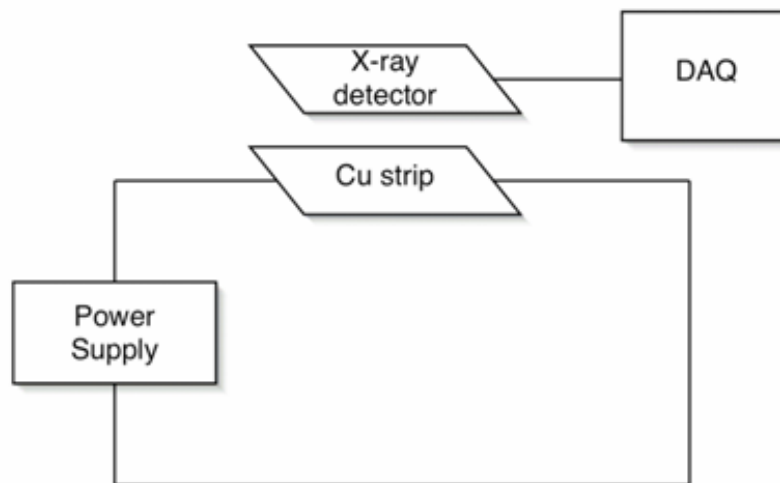 X-ray
detector
DAQ
Cu strip
Power
Supply